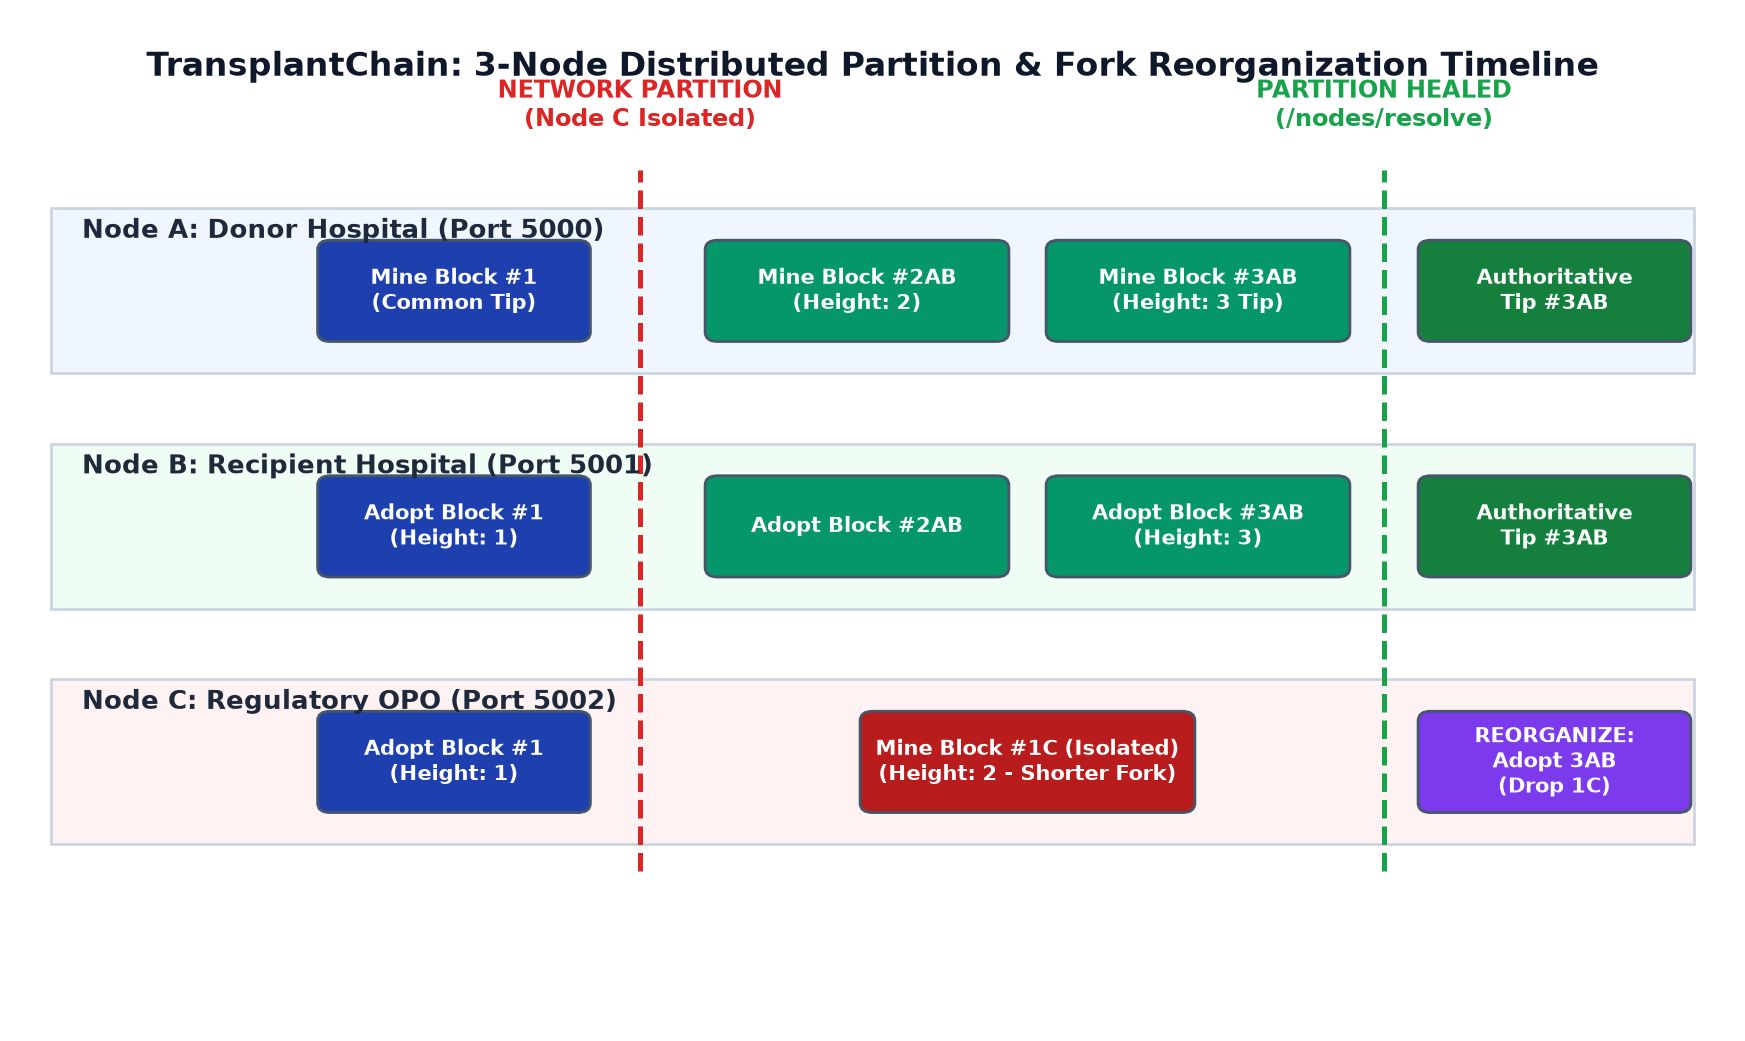 TransplantChain: 3-Node Distributed Partition & Fork Reorganization Timeline
NETWORK PARTITION
(Node C Isolated)
PARTITION HEALED
(/nodes/resolve)
Node A: Donor Hospital (Port 5000)
Mine Block #1
(Common Tip)
Mine Block #2AB
(Height: 2)
Mine Block #3AB
(Height: 3 Tip)
Authoritative
Tip #3AB
Node B: Recipient Hospital (Port 5001)
Adopt Block #1
(Height: 1)
Adopt Block #2AB
Adopt Block #3AB
(Height: 3)
Authoritative
Tip #3AB
Node C: Regulatory OPO (Port 5002)
Adopt Block #1
(Height: 1)
Mine Block #1C (Isolated)
(Height: 2 - Shorter Fork)
REORGANIZE:
Adopt 3AB
(Drop 1C)